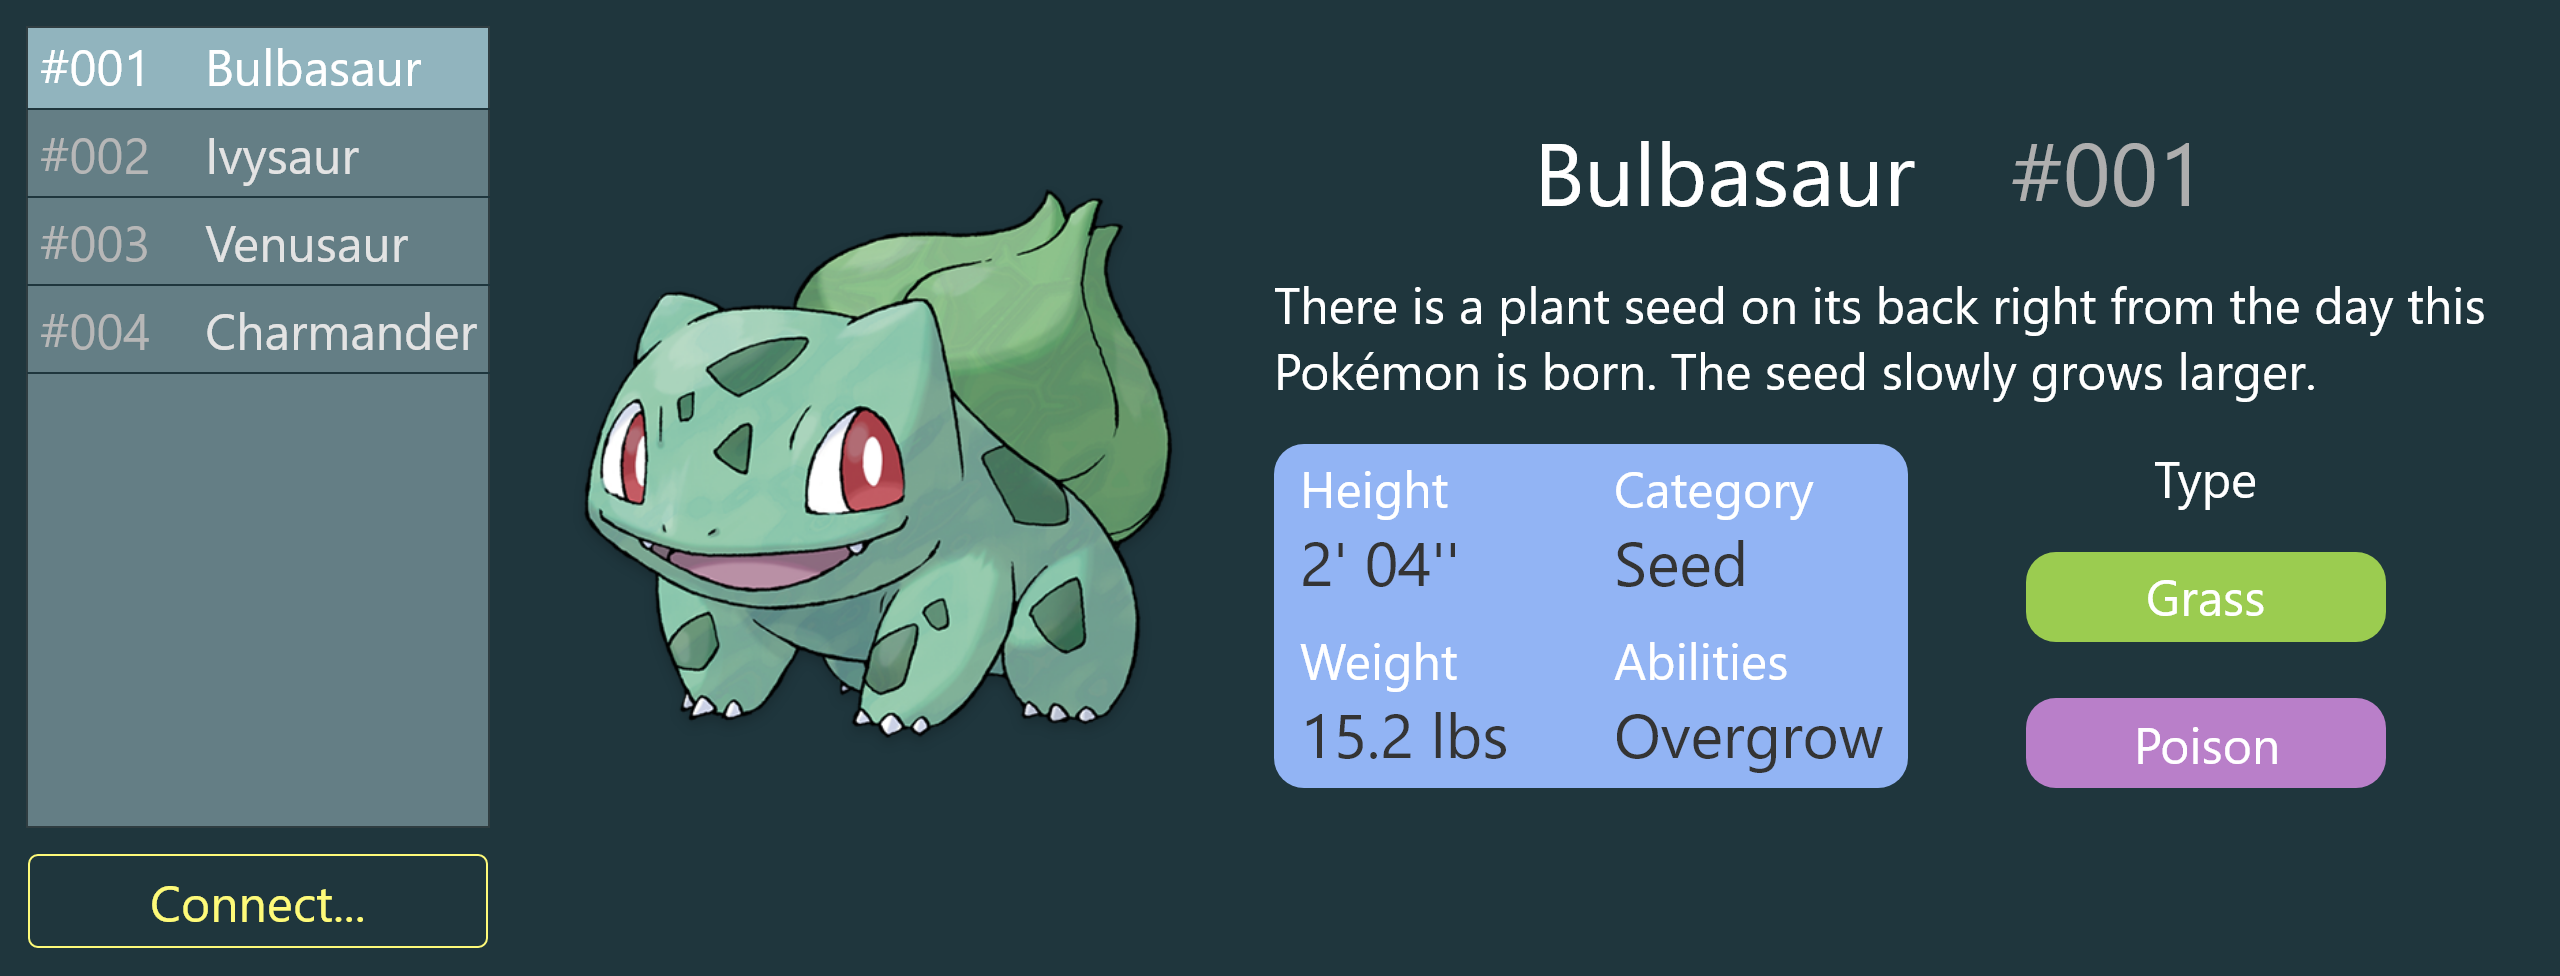 #001 Bulbasaur
#002 Ivysaur
#003 Venusaur
#004 Charmander
Connect...
Bulbasaur #001
There is a plant seed on its back right from the day this
Pokémon is born. The seed slowly grows larger.
Height
2' 04''
Weight
15.2 lbs
Category
Seed
Abilities
Overgrow
Type
Grass
Poison